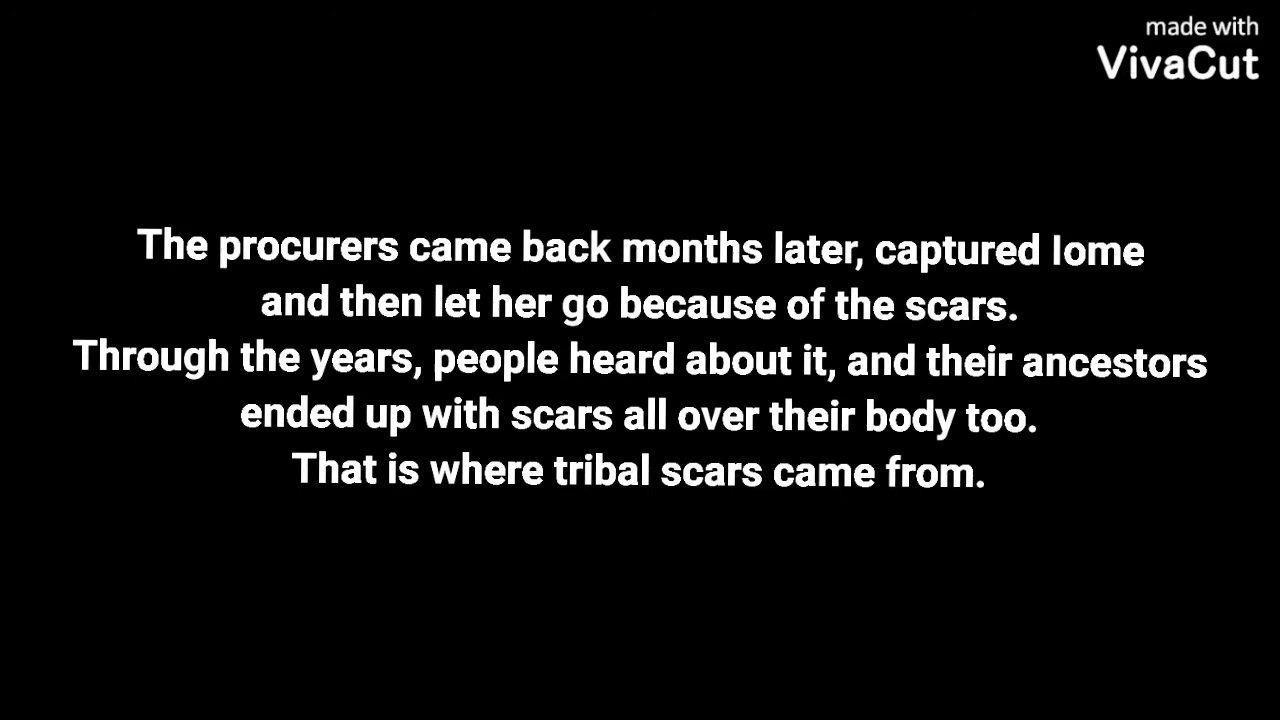 made with
VivaCut
The procurers came back months later, captured Iome
and then let her go because of the scars.
Through the years, people heard about it, and their ancestors
ended up with scars all over their body too.
That is where tribal scars came from.